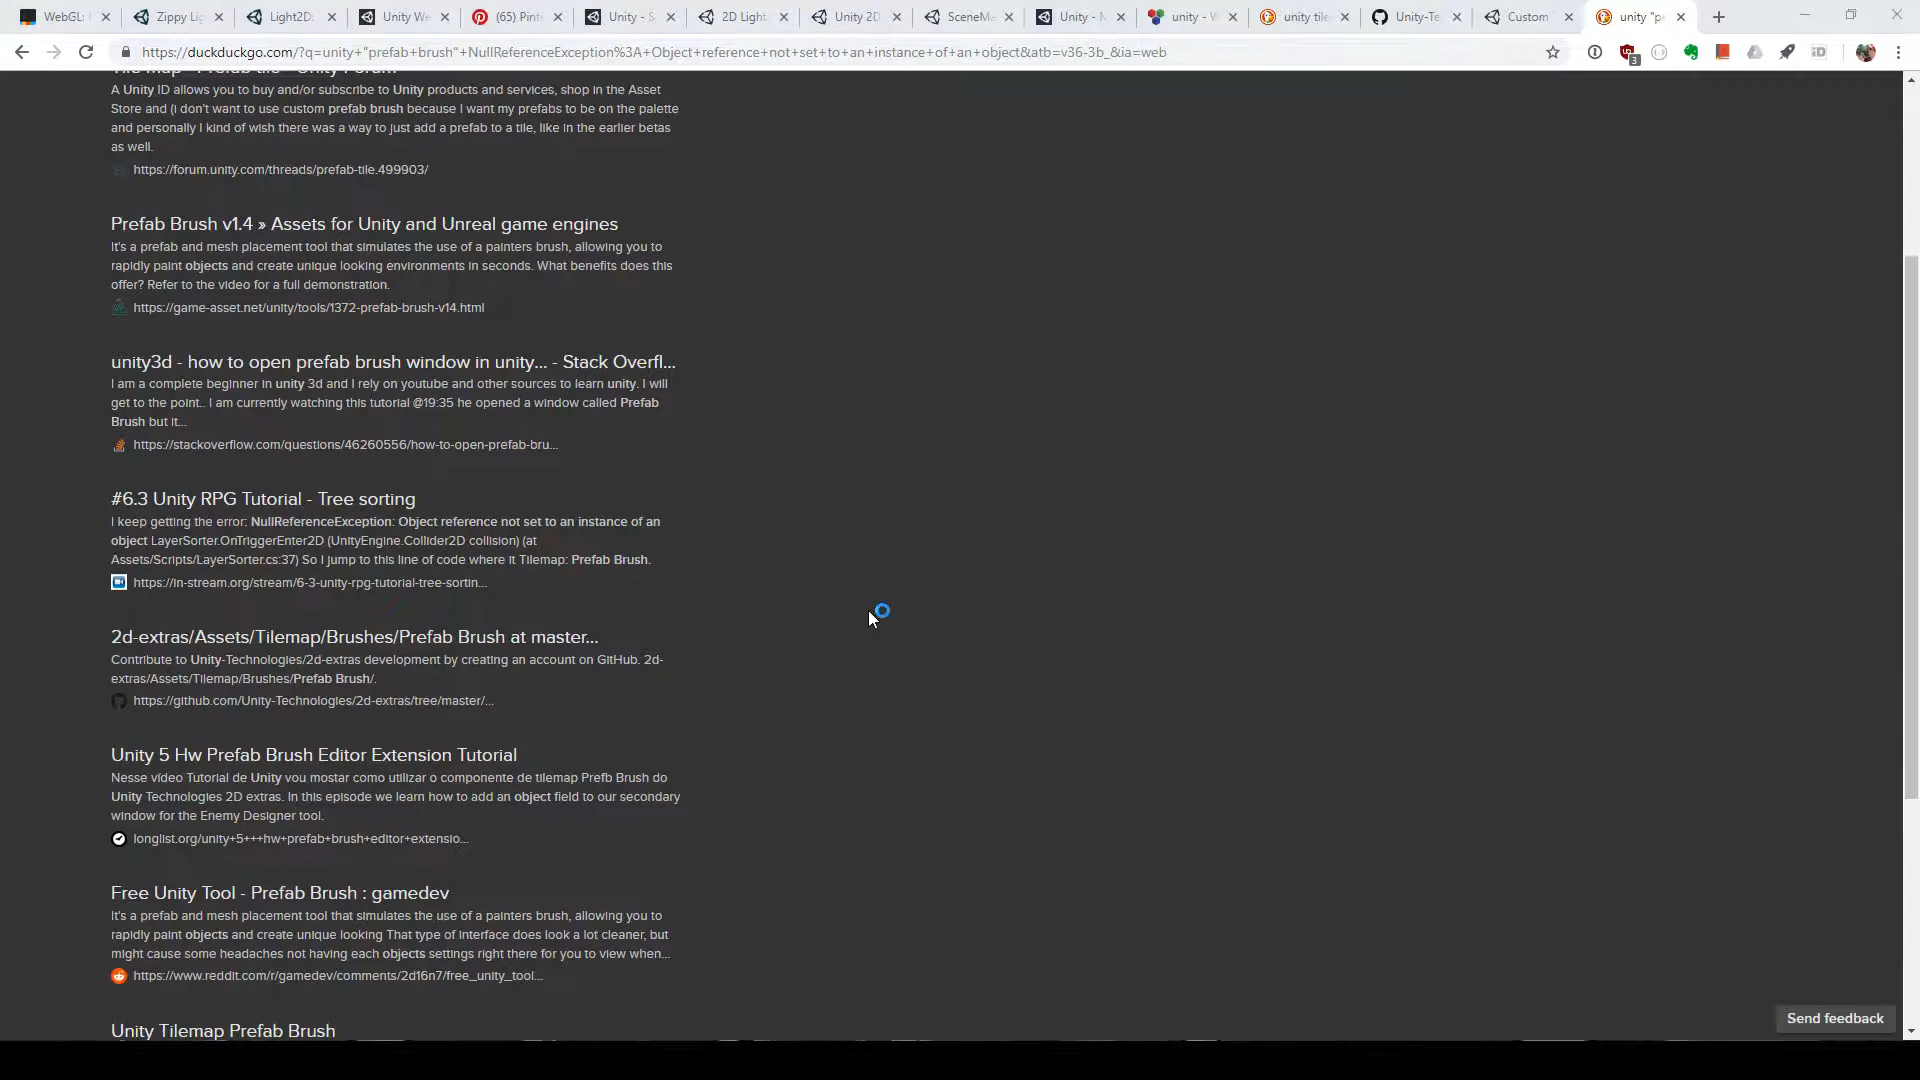 WebGL:
Zippy Li
Light2D:
Unity We
(65) Pint
Unity - S
2D Light
Unity 2D
SceneMa
Unity - M
unity - W
unity tile
Unity-Te
Custom
unity "p
https://duckduckgo.com/?q=unity+"prefab+brush"+NullReferenceException%3A+Object+reference+not+set+to+an+instance+of+an+object&atb=v36-3b_&ia=web
3
Tile map - Prefab tile - Unity Forum
A Unity ID allows you to buy and/or subscribe to Unity products and services, shop in the Asset
Store and (i don't want to use custom prefab brush because I want my prefabs to be on the palette
and personally I kind of wish there was a way to just add a prefab to a tile, like in the earlier betas
as well.
https://forum.unity.com/threads/prefab-tile.499903/
Prefab Brush v1.4 » Assets for Unity and Unreal game engines
It's a prefab and mesh placement tool that simulates the use of a painters brush, allowing you to
rapidly paint objects and create unique looking environments in seconds. What benefits does this
offer? Refer to the video for a full demonstration.
https://game-asset.net/unity/tools/1372-prefab-brush-v14.html
unity3d - how to open prefab brush window in unity... - Stack Overfl...
I am a complete beginner in unity 3d and I rely on youtube and other sources to learn unity. I will
get to the point.. I am currently watching this tutorial @19:35 he opened a window called Prefab
Brush but it...
https://stackoverflow.com/questions/46260556/how-to-open-prefab-bru...
#6.3 Unity RPG Tutorial - Tree sorting
I keep getting the error: NullReferenceException: Object reference not set to an instance of an
object LayerSorter.OnTriggerEnter2D (UnityEngine.Collider2D collision) (at
Assets/Scripts/LayerSorter.cs:37) So I jump to this line of code where it Tilemap: Prefab Brush.
https://in-stream.org/stream/6-3-unity-rpg-tutorial-tree-sortin...
2d-extras/Assets/Tilemap/Brushes/Prefab Brush at master...
Contribute to Unity-Technologies/2d-extras development by creating an account on GitHub. 2d-
extras/Assets/Tilemap/Brushes/Prefab Brush/.
https://github.com/Unity-Technologies/2d-extras/tree/master/...
Unity 5 Hw Prefab Brush Editor Extension Tutorial
Nesse vídeo Tutorial de Unity vou mostar como utilizar o componente de tilemap Prefb Brush do
Unity Technologies 2D extras. In this episode we learn how to add an object field to our secondary
window for the Enemy Designer tool.
longlist.org/unity+5+++hw+prefab+brush+editor+extensio...
Free Unity Tool - Prefab Brush : gamedev
It's a prefab and mesh placement tool that simulates the use of a painters brush, allowing you to
rapidly paint objects and create unique looking That type of interface does look a lot cleaner, but
might cause some headaches not having each objects settings right there for you to view when...
https://www.reddit.com/r/gamedev/comments/2d16n7/free_unity_tool...
Unity Tilemap Prefab Brush
Send feedback